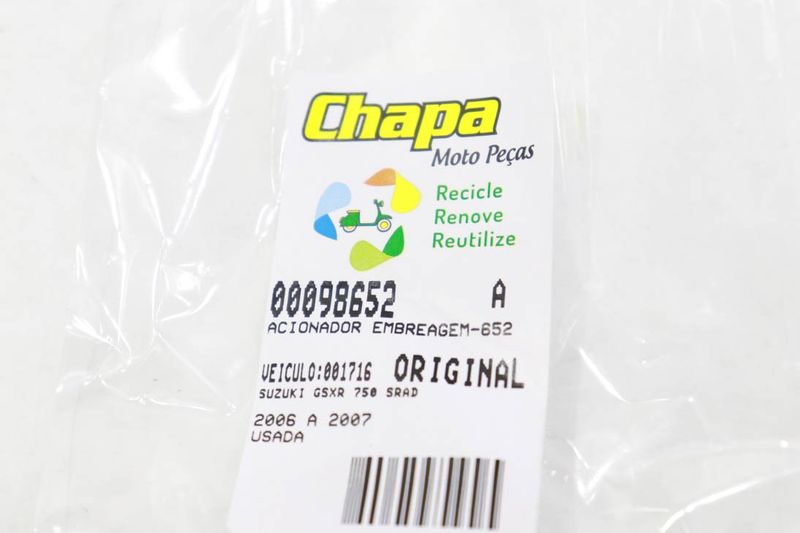 Chapa
Moto Peças
Recicle
Renove
Reutilize
00098652 A
ACIONADOR EMBREAGEM-652
VEICULO:001716 ORIGINAL
SUZUKI GSXR 750 SRAD
2006 A 2007
USADA